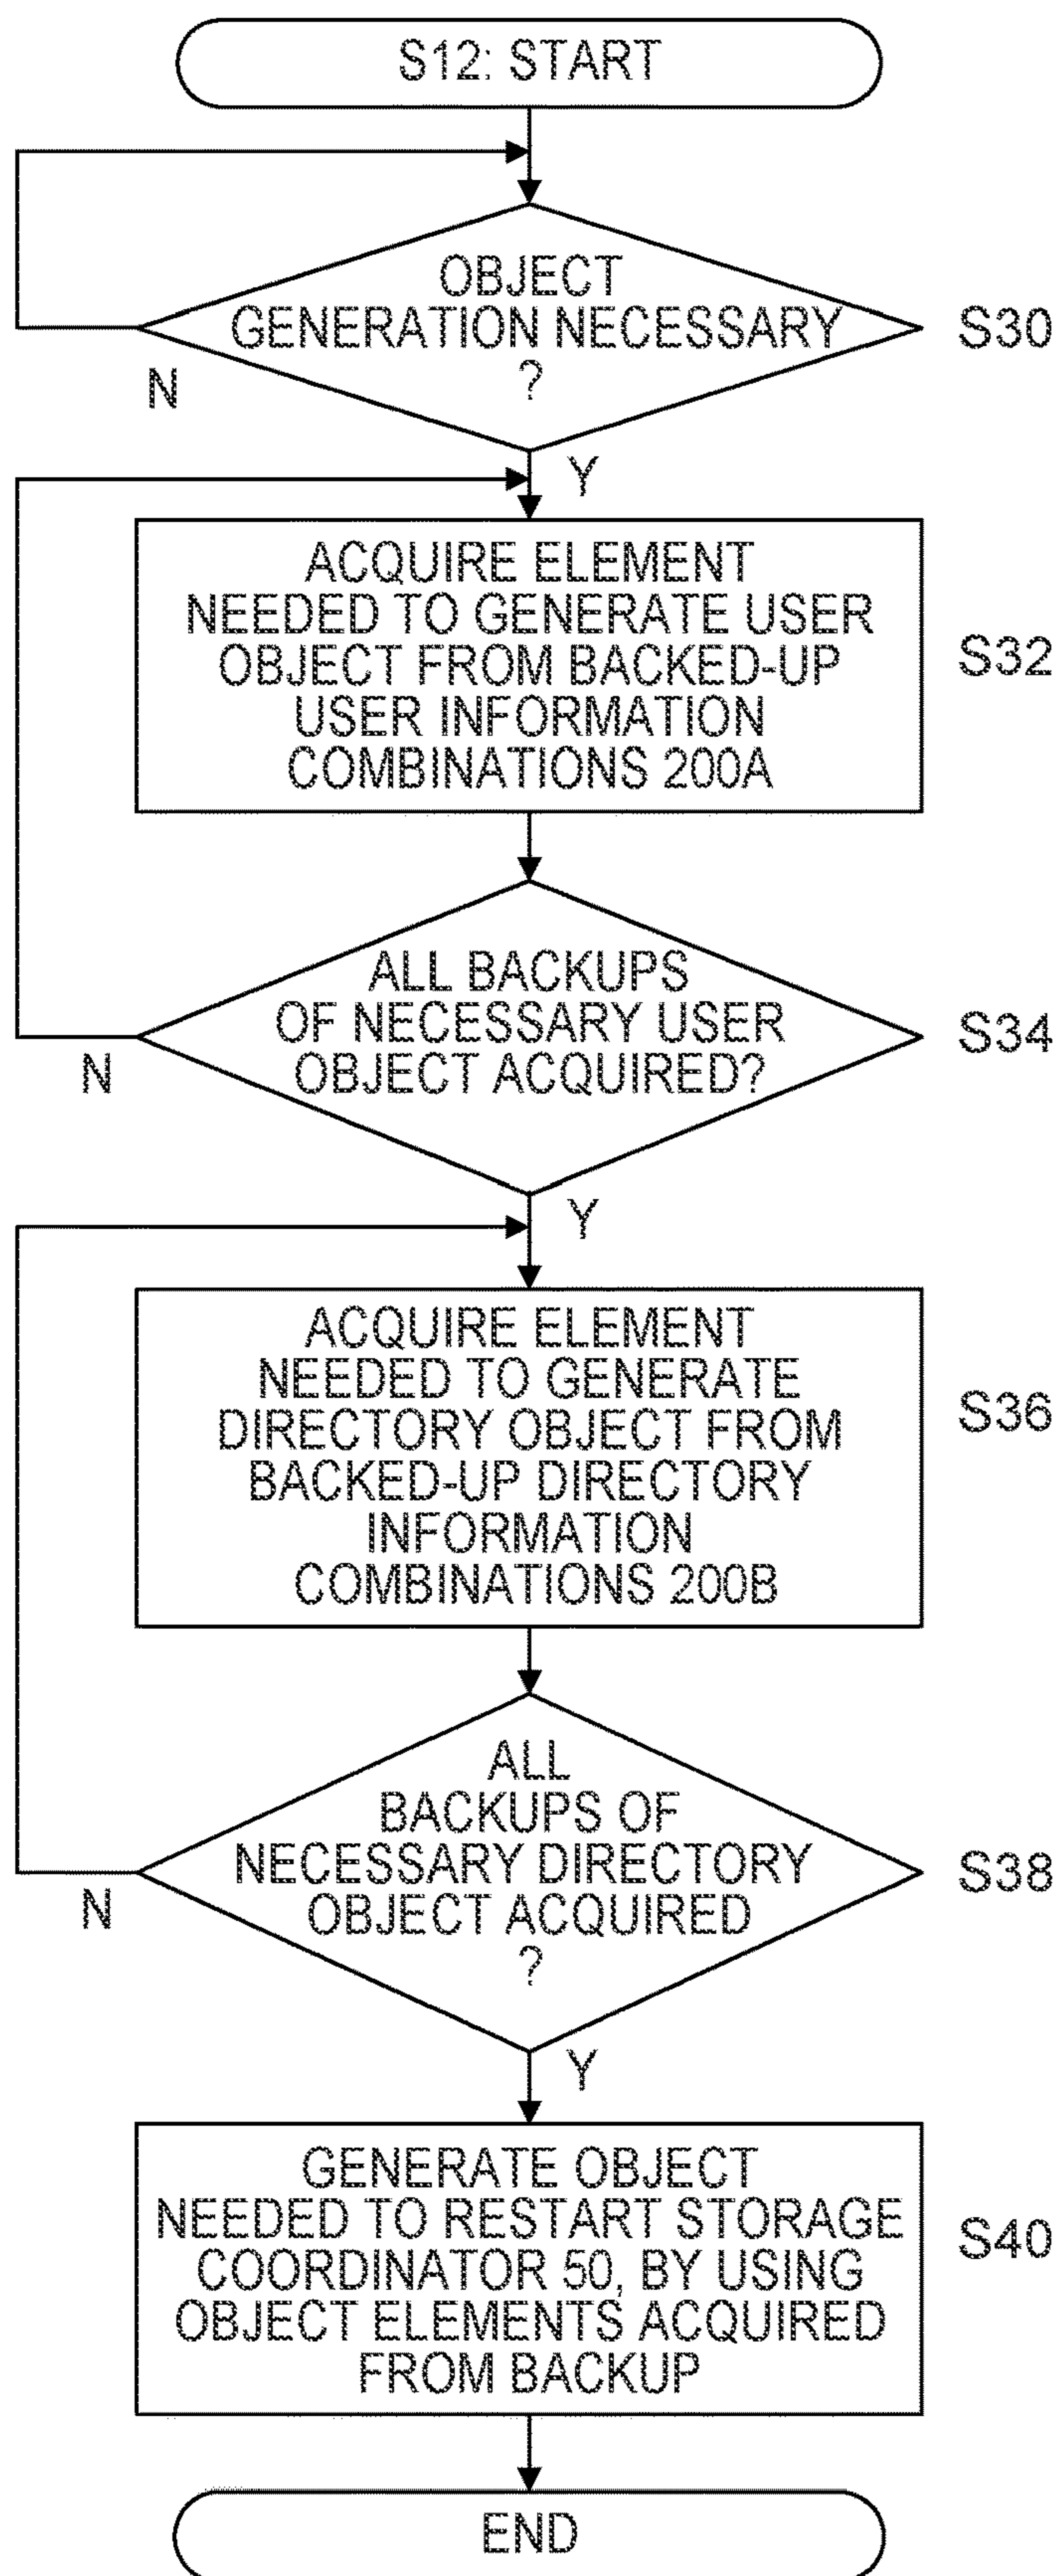 S12: START
OBJECT
GENERATION NECESSARY
?
S30
N
Y
ACQUIRE ELEMENT
NEEDED TO GENERATE USER
OBJECT FROM BACKED-UP
USER INFORMATION
COMBINATIONS 200A
S32
ALL BACKUPS
OF NECESSARY USER
OBJECT ACQUIRED?
S34
N
Y
ACQUIRE ELEMENT
NEEDED TO GENERATE
DIRECTORY OBJECT FROM
BACKED-UP DIRECTORY
INFORMATION
COMBINATIONS 200B
S36
ALL
BACKUPS OF
NECESSARY DIRECTORY
OBJECT ACQUIRED
?
S38
N
Y
GENERATE OBJECT
NEEDED TO RESTART STORAGE
COORDINATOR 50, BY USING
OBJECT ELEMENTS ACQUIRED
FROM BACKUP
S40
END